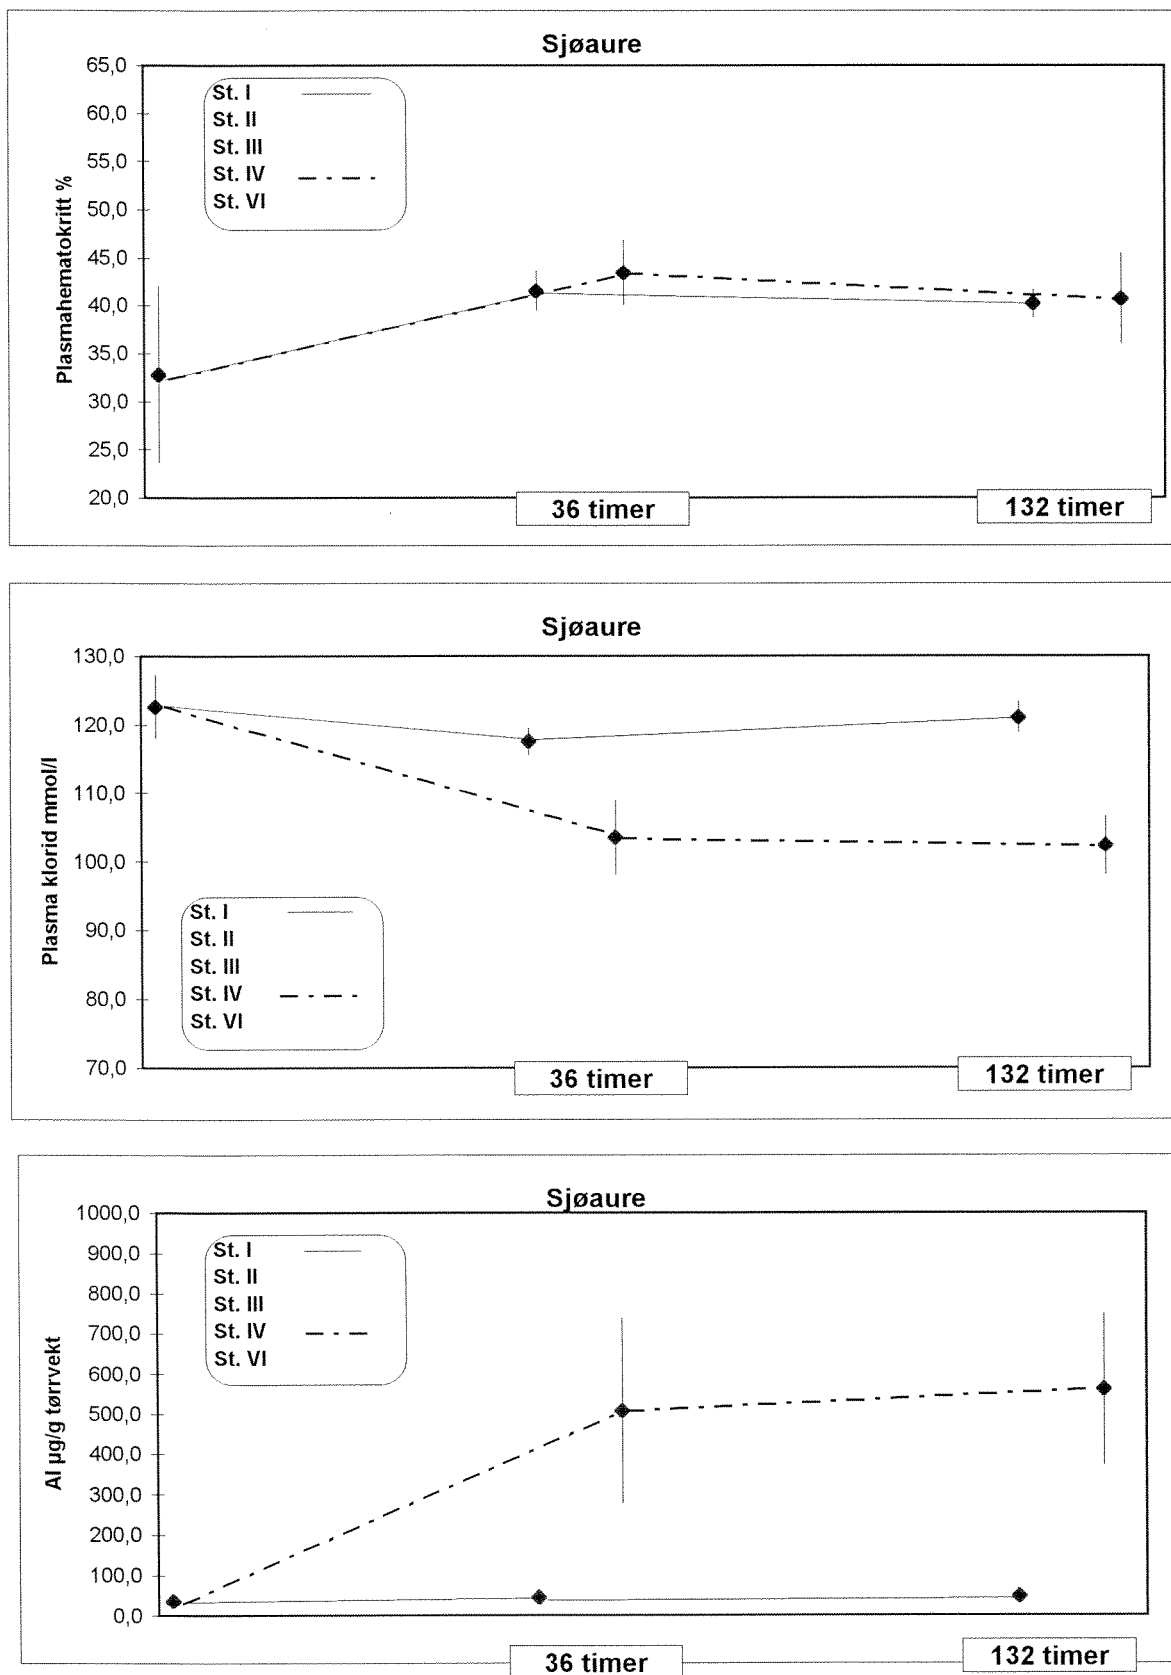 Sjøaure
65,0
60,0
55,0
50,0
45,0
40,0
35,0
30,0
25,0
20,0
Plasmahematokritt %
St. I
St. II
St. III
St. IV
St. VI
36 timer
132 timer
Sjøaure
130,0
120,0
110,0
100,0
90,0
80,0
70,0
Plasma klorid mmol/l
St. I
St. II
St. III
St. IV
St. VI
36 timer
132 timer
Sjøaure
1000,0
900,0
800,0
700,0
600,0
500,0
400,0
300,0
200,0
100,0
0,0
Al µg/g tørrvekt
St. I
St. II
St. III
St. IV
St. VI
36 timer
132 timer